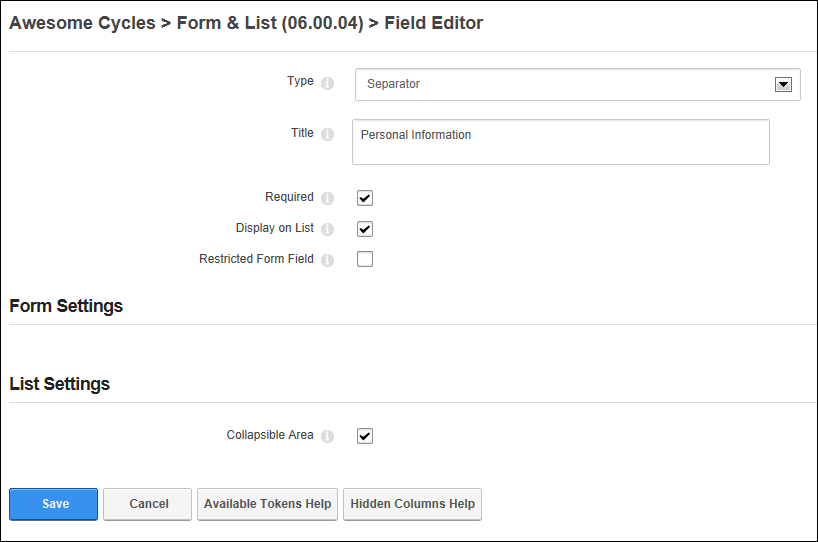 Awesome Cycles > Form & List (06.00.04) > Field Editor
Type
Separator
Title
Personal Information
Required
Display on List
Restricted Form Field
Form Settings
List Settings
Collapsible Area
Save Cancel Available Tokens Help Hidden Columns Help